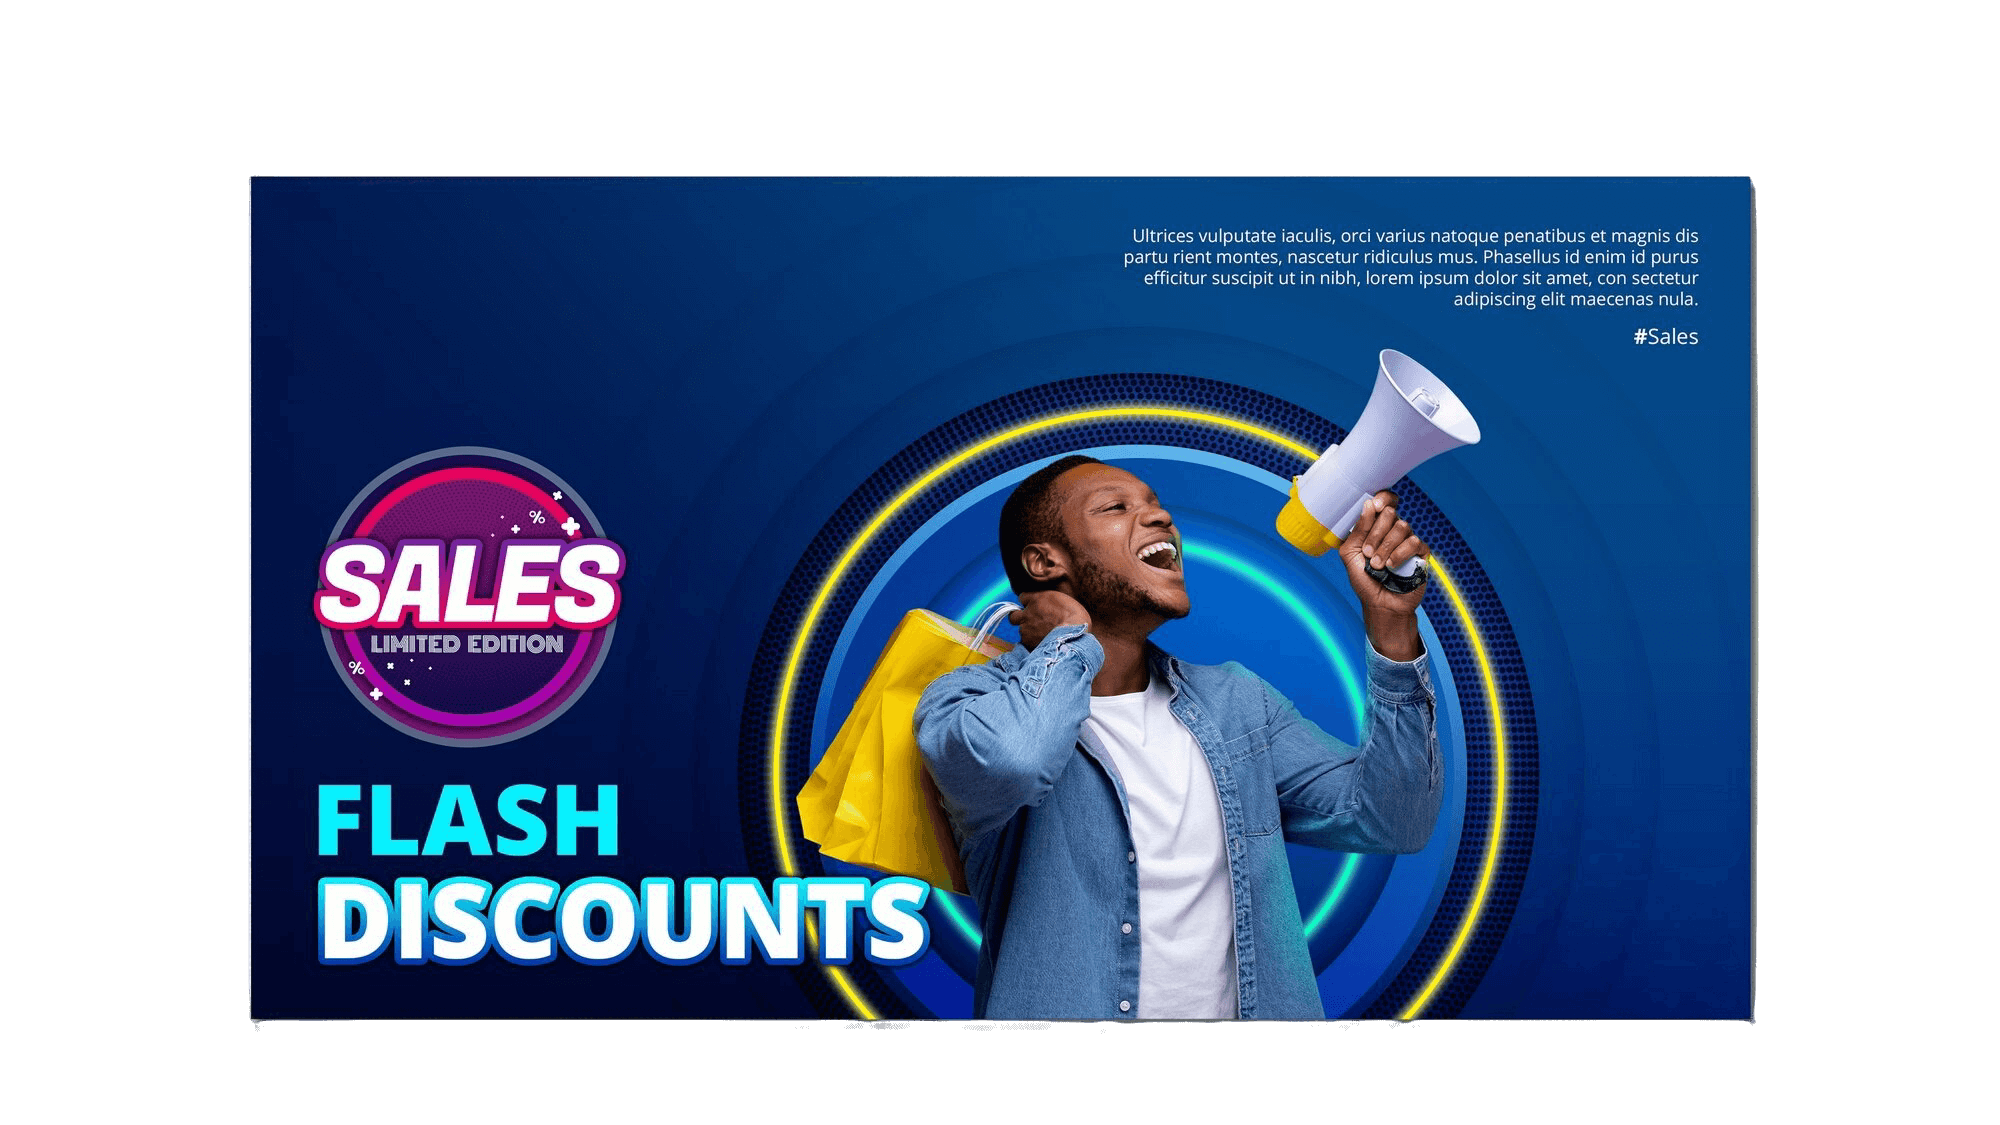 Ultrices vulputate iaculis, orci varius natoque penatibus et magnis dis
partu rient montes, nascetur ridiculus mus. Phasellus id enim id purus
efficitur suscipit ut in nibh, lorem ipsum dolor sit amet, con sectetur
adipiscing elit maecenas nula.
#Sales
%
SALES
LIMITED EDITION
%
FLASH
DISCOUNTS